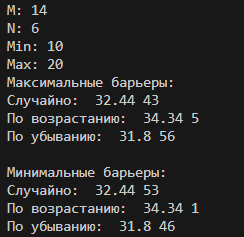 M: 14
N: 6
Min: 10
Max: 20
Максимальные барьеры:
Случайно:  32.44 43
По возрастанию:  34.34 5
По убыванию:  31.8 56

Минимальные барьеры:
Случайно:  32.44 53
По возрастанию:  34.34 1
По убыванию:  31.8 46